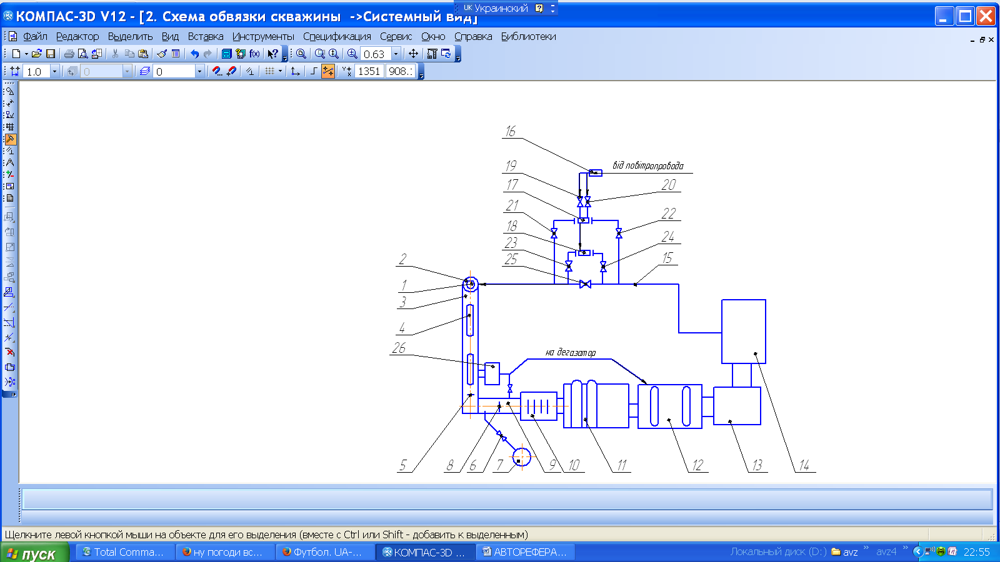 UK Украинский
КОМПАС-3D V12 - [2. Схема обвязки скважины ->Системный вид]
Файл Редактор Выделить Вид Вставка Инструменты Спецификация Сервис Окно Справка Библиотеки
f(x) 0.63
1.0 0 0 1351 908.:
16
від повітропровода
19
17 20
21 22
18
23 24
25 15
2
1
3
4
26
на дегазатор
5 8 6 7 9 10 11 12 13 14
Щелкните левой кнопкой мыши на объекте для его выделения (вместе с Ctrl или Shift - добавить к выделенным)
пуск Total Comma... ну погоди вс... Футбол. UA-... КОМПАС-3D ... АВТОРЕФЕРА... Локальный диск (D:) avz » avz4 » 22:55